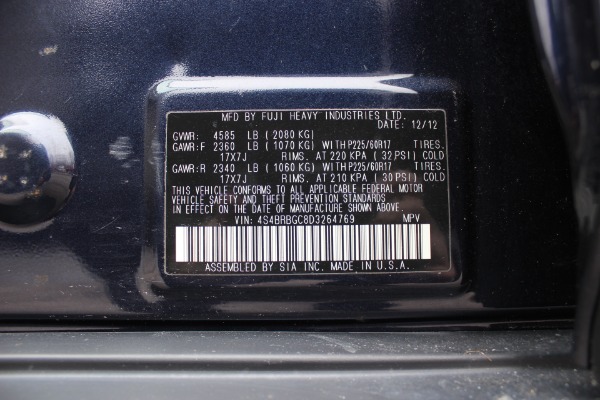 MFD BY FUJI HEAVY INDUSTRIES LTD.
DATE: 12/12
GVWR: 4585 LB (2080 KG)
GAWR:F 2360 LB (1070 KG) WITH P225/60R17 TIRES.
17X7J RIMS. AT 220 KPA (32 PSI) COLD
GAWR:R 2340 LB (1060 KG) WITH P225/60R17 TIRES.
17X7J RIMS. AT 210 KPA (30 PSI) COLD
THIS VEHICLE CONFORMS TO ALL APPLICABLE FEDERAL MOTOR
VEHICLE SAFETY AND THEFT PREVENTION STANDARDS
IN EFFECT ON THE DATE OF MANUFACTURE SHOWN ABOVE.
VIN: 4S4BRBGC8D3264769 MPV
ASSEMBLED BY SIA INC. MADE IN U.S.A.